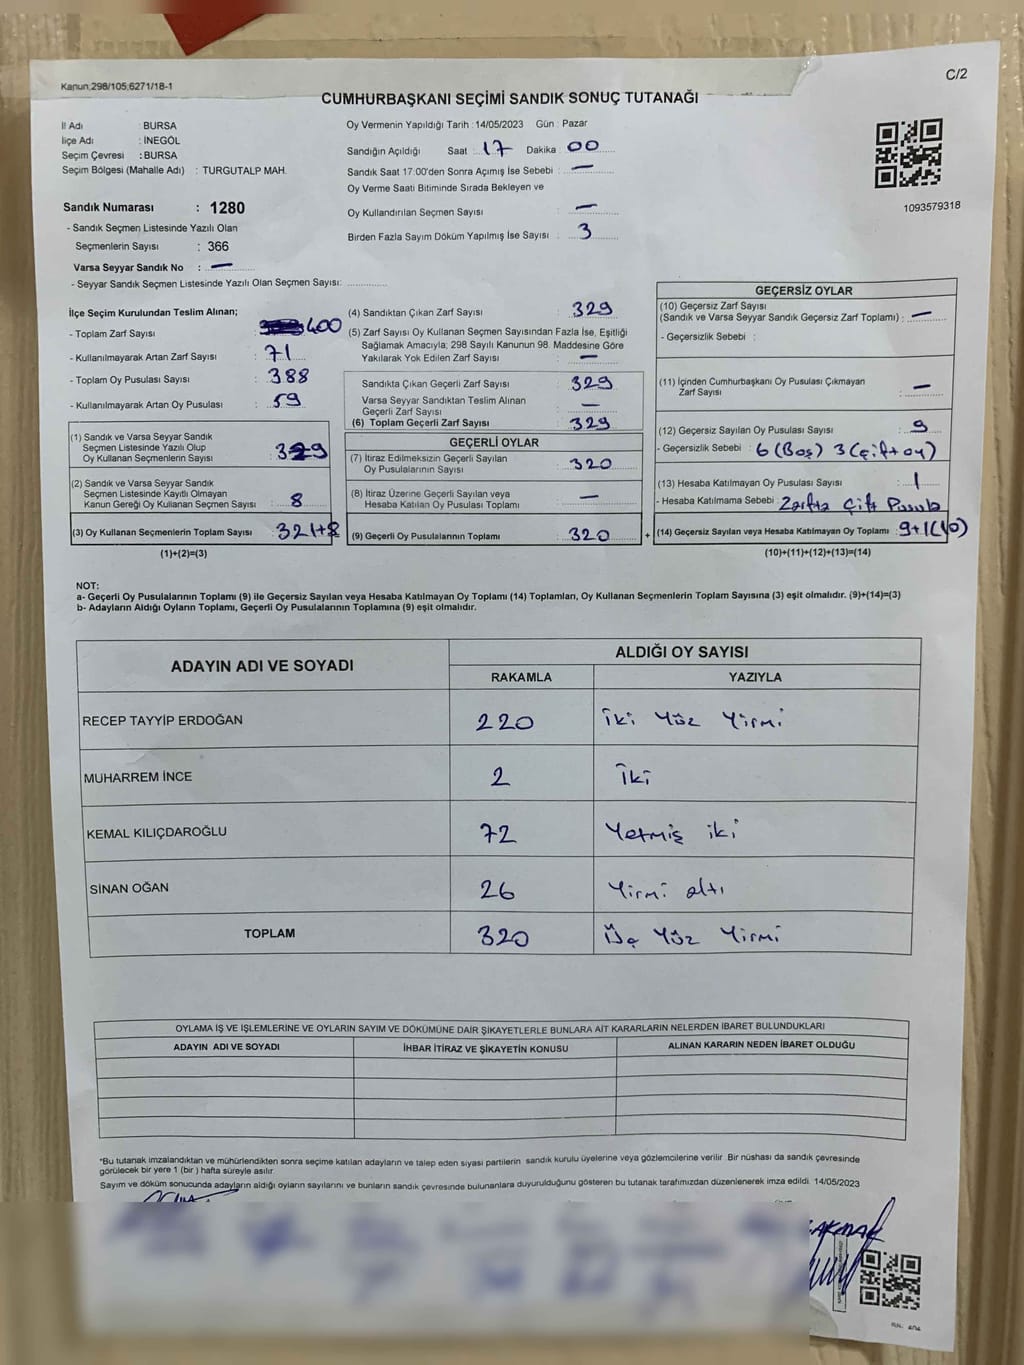 Kanun;298/105;6271/18-1
C/2
CUMHURBAŞKANI SEÇİMİ SANDIK SONUÇ TUTANAĞI
İl Adı : BURSA
İlçe Adı : İNEGÖL
Seçim Çevresi : BURSA
Seçim Bölgesi (Mahalle Adı) : TURGUTALP MAH.
Oy Vermenin Yapıldığı Tarih : 14/05/2023 Gün : Pazar
Sandığın Açıldığı Saat : 17 Dakika : 00
Sandık Saat 17:00'den Sonra Açımış İse Sebebi : —
Oy Verme Saati Bitiminde Sırada Bekleyen ve
Oy Kullandırılan Seçmen Sayısı : —
Birden Fazla Sayım Döküm Yapılmış İse Sayısı : 3
1093579318
Sandık Numarası : 1280
- Sandık Seçmen Listesinde Yazılı Olan
Seçmenlerin Sayısı : 366
Varsa Seyyar Sandık No : —
- Seyyar Sandık Seçmen Listesinde Yazılı Olan Seçmen Sayısı:
İlçe Seçim Kurulundan Teslim Alınan;
- Toplam Zarf Sayısı : 400
- Kullanılmayarak Artan Zarf Sayısı : 71
- Toplam Oy Pusulası Sayısı : 388
- Kullanılmayarak Artan Oy Pusulası : 59
(1) Sandık ve Varsa Seyyar Sandık
Seçmen Listesinde Yazılı Olup
Oy Kullanan Seçmenlerin Sayısı : 329
(2) Sandık ve Varsa Seyyar Sandık
Seçmen Listesinde Kayıtlı Olmayan
Kanun Gereği Oy Kullanan Seçmen Sayısı : 8
(3) Oy Kullanan Seçmenlerin Toplam Sayısı : 321+8
(1)+(2)=(3)
(4) Sandıktan Çıkan Zarf Sayısı : 329
(5) Zarf Sayısı Oy Kullanan Seçmen Sayısından Fazla İse, Eşitliği
Sağlamak Amacıyla; 298 Sayılı Kanunun 98. Maddesine Göre
Yakılarak Yok Edilen Zarf Sayısı : —
Sandıkta Çıkan Geçerli Zarf Sayısı : 329
Varsa Seyyar Sandıktan Teslim Alınan
Geçerli Zarf Sayısı : —
(6) Toplam Geçerli Zarf Sayısı : 329
GEÇERLİ OYLAR
(7) İtiraz Edilmeksizin Geçerli Sayılan
Oy Pusulalarının Sayısı : 320
(8) İtiraz Üzerine Geçerli Sayılan veya
Hesaba Katılan Oy Pusulası Toplamı : —
(9) Geçerli Oy Pusulalarının Toplamı : 320
+
GEÇERSİZ OYLAR
(10) Geçersiz Zarf Sayısı
(Sandık ve Varsa Seyyar Sandık Geçersiz Zarf Toplamı) : —
- Geçersizlik Sebebi :
(11) İçinden Cumhurbaşkanı Oy Pusulası Çıkmayan
Zarf Sayısı : —
(12) Geçersiz Sayılan Oy Pusulası Sayısı : 9
- Geçersizlik Sebebi : 6 (Boş) 3 (çift oy)
(13) Hesaba Katılmayan Oy Pusulası Sayısı : 1
- Hesaba Katılmama Sebebi : Zarfta Çift Pusula
(14) Geçersiz Sayılan veya Hesaba Katılmayan Oy Toplamı : 9+1(10)
(10)+(11)+(12)+(13)=(14)
NOT:
a- Geçerli Oy Pusulalarının Toplamı (9) ile Geçersiz Sayılan veya Hesaba Katılmayan Oy Toplamı (14) Toplamları, Oy Kullanan Seçmenlerin Toplam Sayısına (3) eşit olmalıdır. (9)+(14)=(3)
b- Adayların Aldığı Oyların Toplamı, Geçerli Oy Pusulalarının Toplamına (9) eşit olmalıdır.
ADAYIN ADI VE SOYADI
ALDIĞI OY SAYISI
RAKAMLA YAZIYLA
RECEP TAYYİP ERDOĞAN 220 İki Yüz Yirmi
MUHARREM İNCE 2 İki
KEMAL KILIÇDAROĞLU 72 Yetmiş iki
SİNAN OĞAN 26 Yirmi altı
TOPLAM 320 Üç Yüz Yirmi
OYLAMA İŞ VE İŞLEMLERİNE VE OYLARIN SAYIM VE DÖKÜMÜNE DAİR ŞİKAYETLERLE BUNLARA AİT KARARLARIN NELERDEN İBARET BULUNDUKLARI
ADAYIN ADI VE SOYADI İHBAR İTİRAZ VE ŞİKAYETİN KONUSU ALINAN KARARIN NEDEN İBARET OLDUĞU
*Bu tutanak imzalandıktan ve mühürlendikten sonra seçime katılan adayların ve talep eden siyasi partilerin sandık kurulu üyelerine veya gözlemcilerine verilir. Bir nüshası da sandık çevresinde
görülecek bir yere 1 (bir ) hafta süreyle asılır.
Sayım ve döküm sonucunda adayların aldığı oyların sayılarını ve bunların sandık çevresinde bulunanlara duyurulduğunu gösteren bu tutanak tarafımızdan düzenlenerek imza edildi. 14/05/2023